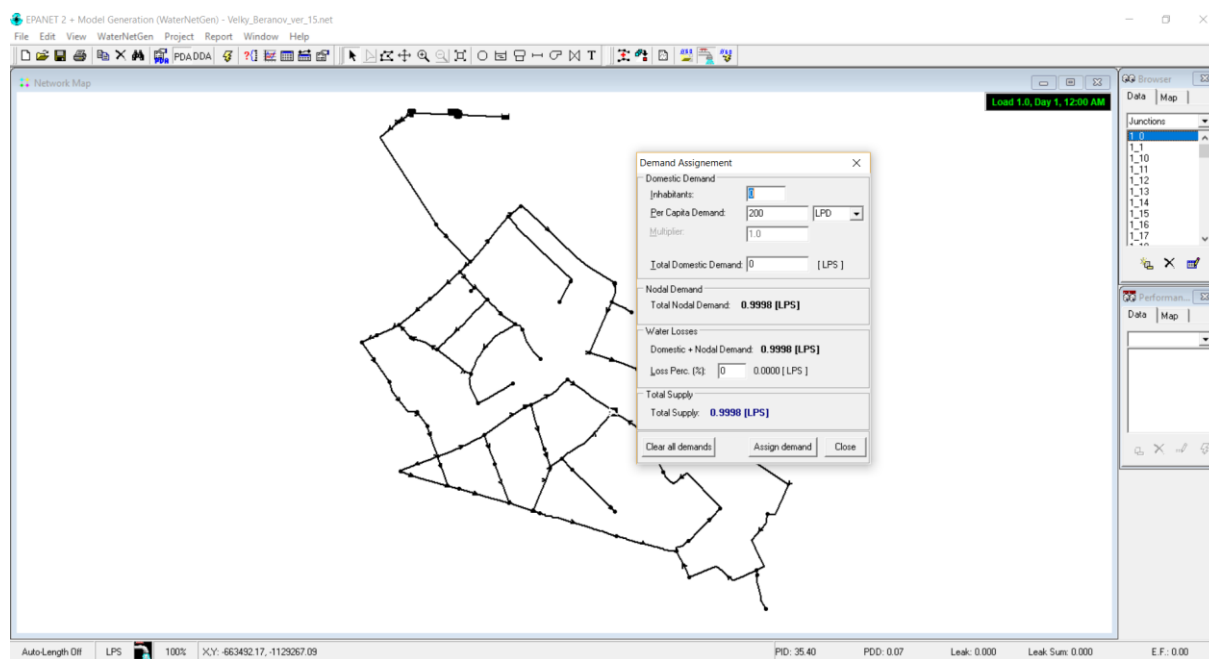 EPANET 2 + Model Generation (WaterNetGen) - Velky_Beranov_ver_15.net
File Edit View WaterNetGen Project Report Window Help
PDA PDA DDA T
Network Map
Load 1.0, Day 1, 12:00 AM
Browser
Data Map
Junctions
1_0
1_1
1_10
1_11
1_12
1_13
1_14
1_15
1_16
1_17
Performan...
Data Map
Demand Assignement
Domestic Demand
Inhabitants: 0
Per Capita Demand: 200 LPD
Multiplier: 1.0
Total Domestic Demand: 0 [ LPS ]
Nodal Demand
Total Nodal Demand: 0.9998 [LPS]
Water Losses
Domestic + Nodal Demand: 0.9998 [LPS]
Loss Perc. (%): 0 0.0000 [ LPS ]
Total Supply
Total Supply: 0.9998 [LPS]
Clear all demands Assign demand Close
Auto-Length Off LPS 100% X,Y: -663492.17, -1129267.09 PID: 35.40 PDD: 0.07 Leak: 0.000 Leak Sum: 0.000 E.F.: 0.00